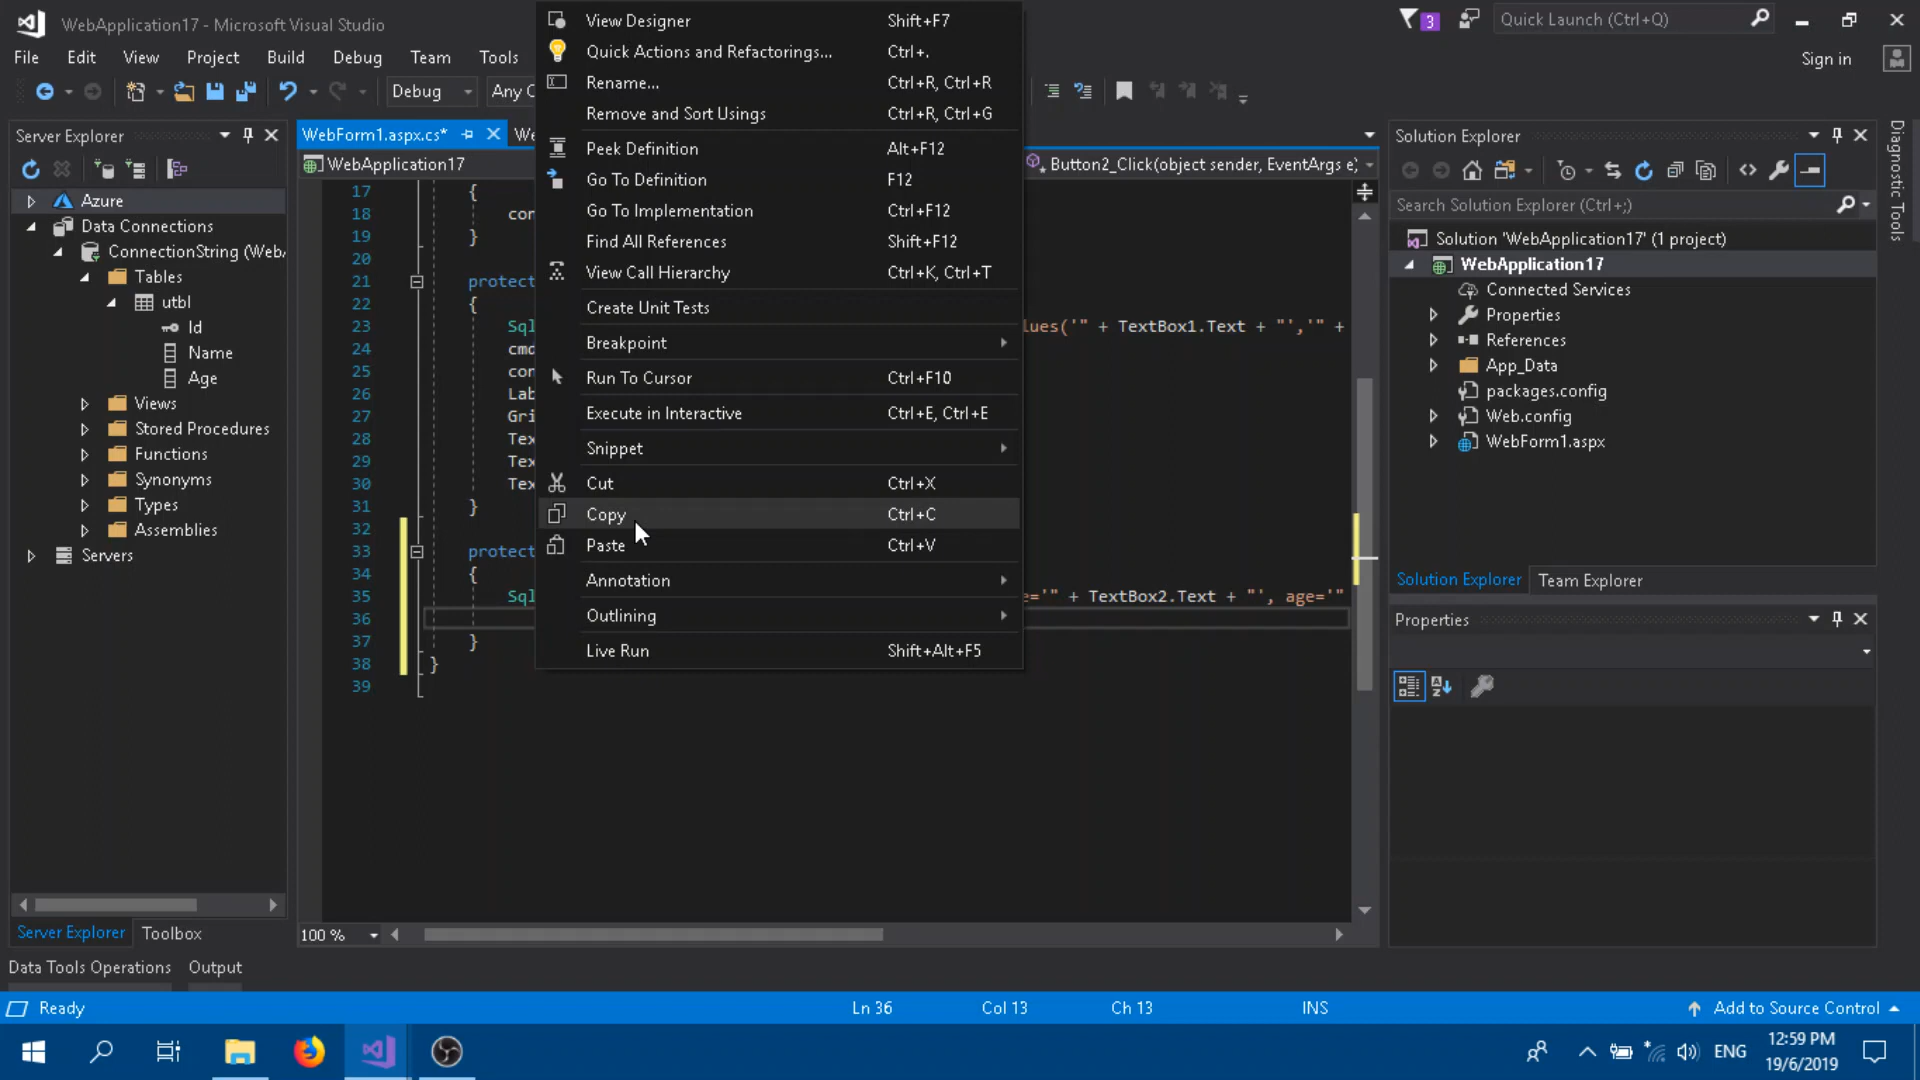 WebApplication17 - Microsoft Visual Studio
3
Quick Launch (Ctrl+Q)
File Edit View Project Build Debug Team Tools
Sign in
Debug
Any C
Server Explorer
WebForm1.aspx.cs*
We
WebApplication17
Button2_Click(object sender, EventArgs e)
Azure
Data Connections
ConnectionString (WebA
Tables
utbl
Id
Name
Age
Views
Stored Procedures
Functions
Synonyms
Types
Assemblies
Servers
Server Explorer Toolbox
17 {
18 con
19 }
20
21 protect
22 {
23 Sql lues('" + TextBox1.Text + "','" +
24 cmd
25 con
26 Lab
27 Gri
28 Tex
29 Tex
30 Tex
31 }
32
33 protect
34 {
35 Sql e='" + TextBox2.Text + "', age='"
36
37 }
38 }
39
View Designer Shift+F7
Quick Actions and Refactorings... Ctrl+.
Rename... Ctrl+R, Ctrl+R
Remove and Sort Usings Ctrl+R, Ctrl+G
Peek Definition Alt+F12
Go To Definition F12
Go To Implementation Ctrl+F12
Find All References Shift+F12
View Call Hierarchy Ctrl+K, Ctrl+T
Create Unit Tests
Breakpoint
Run To Cursor Ctrl+F10
Execute in Interactive Ctrl+E, Ctrl+E
Snippet
Cut Ctrl+X
Copy Ctrl+C
Paste Ctrl+V
Annotation
Outlining
Live Run Shift+Alt+F5
100 %
Solution Explorer
Search Solution Explorer (Ctrl+;)
Solution 'WebApplication17' (1 project)
WebApplication17
Connected Services
Properties
References
App_Data
packages.config
Web.config
WebForm1.aspx
Solution Explorer Team Explorer
Properties
Diagnostic Tools
Data Tools Operations Output
Ready
Ln 36 Col 13 Ch 13 INS
Add to Source Control
ENG
12:59 PM
19/6/2019